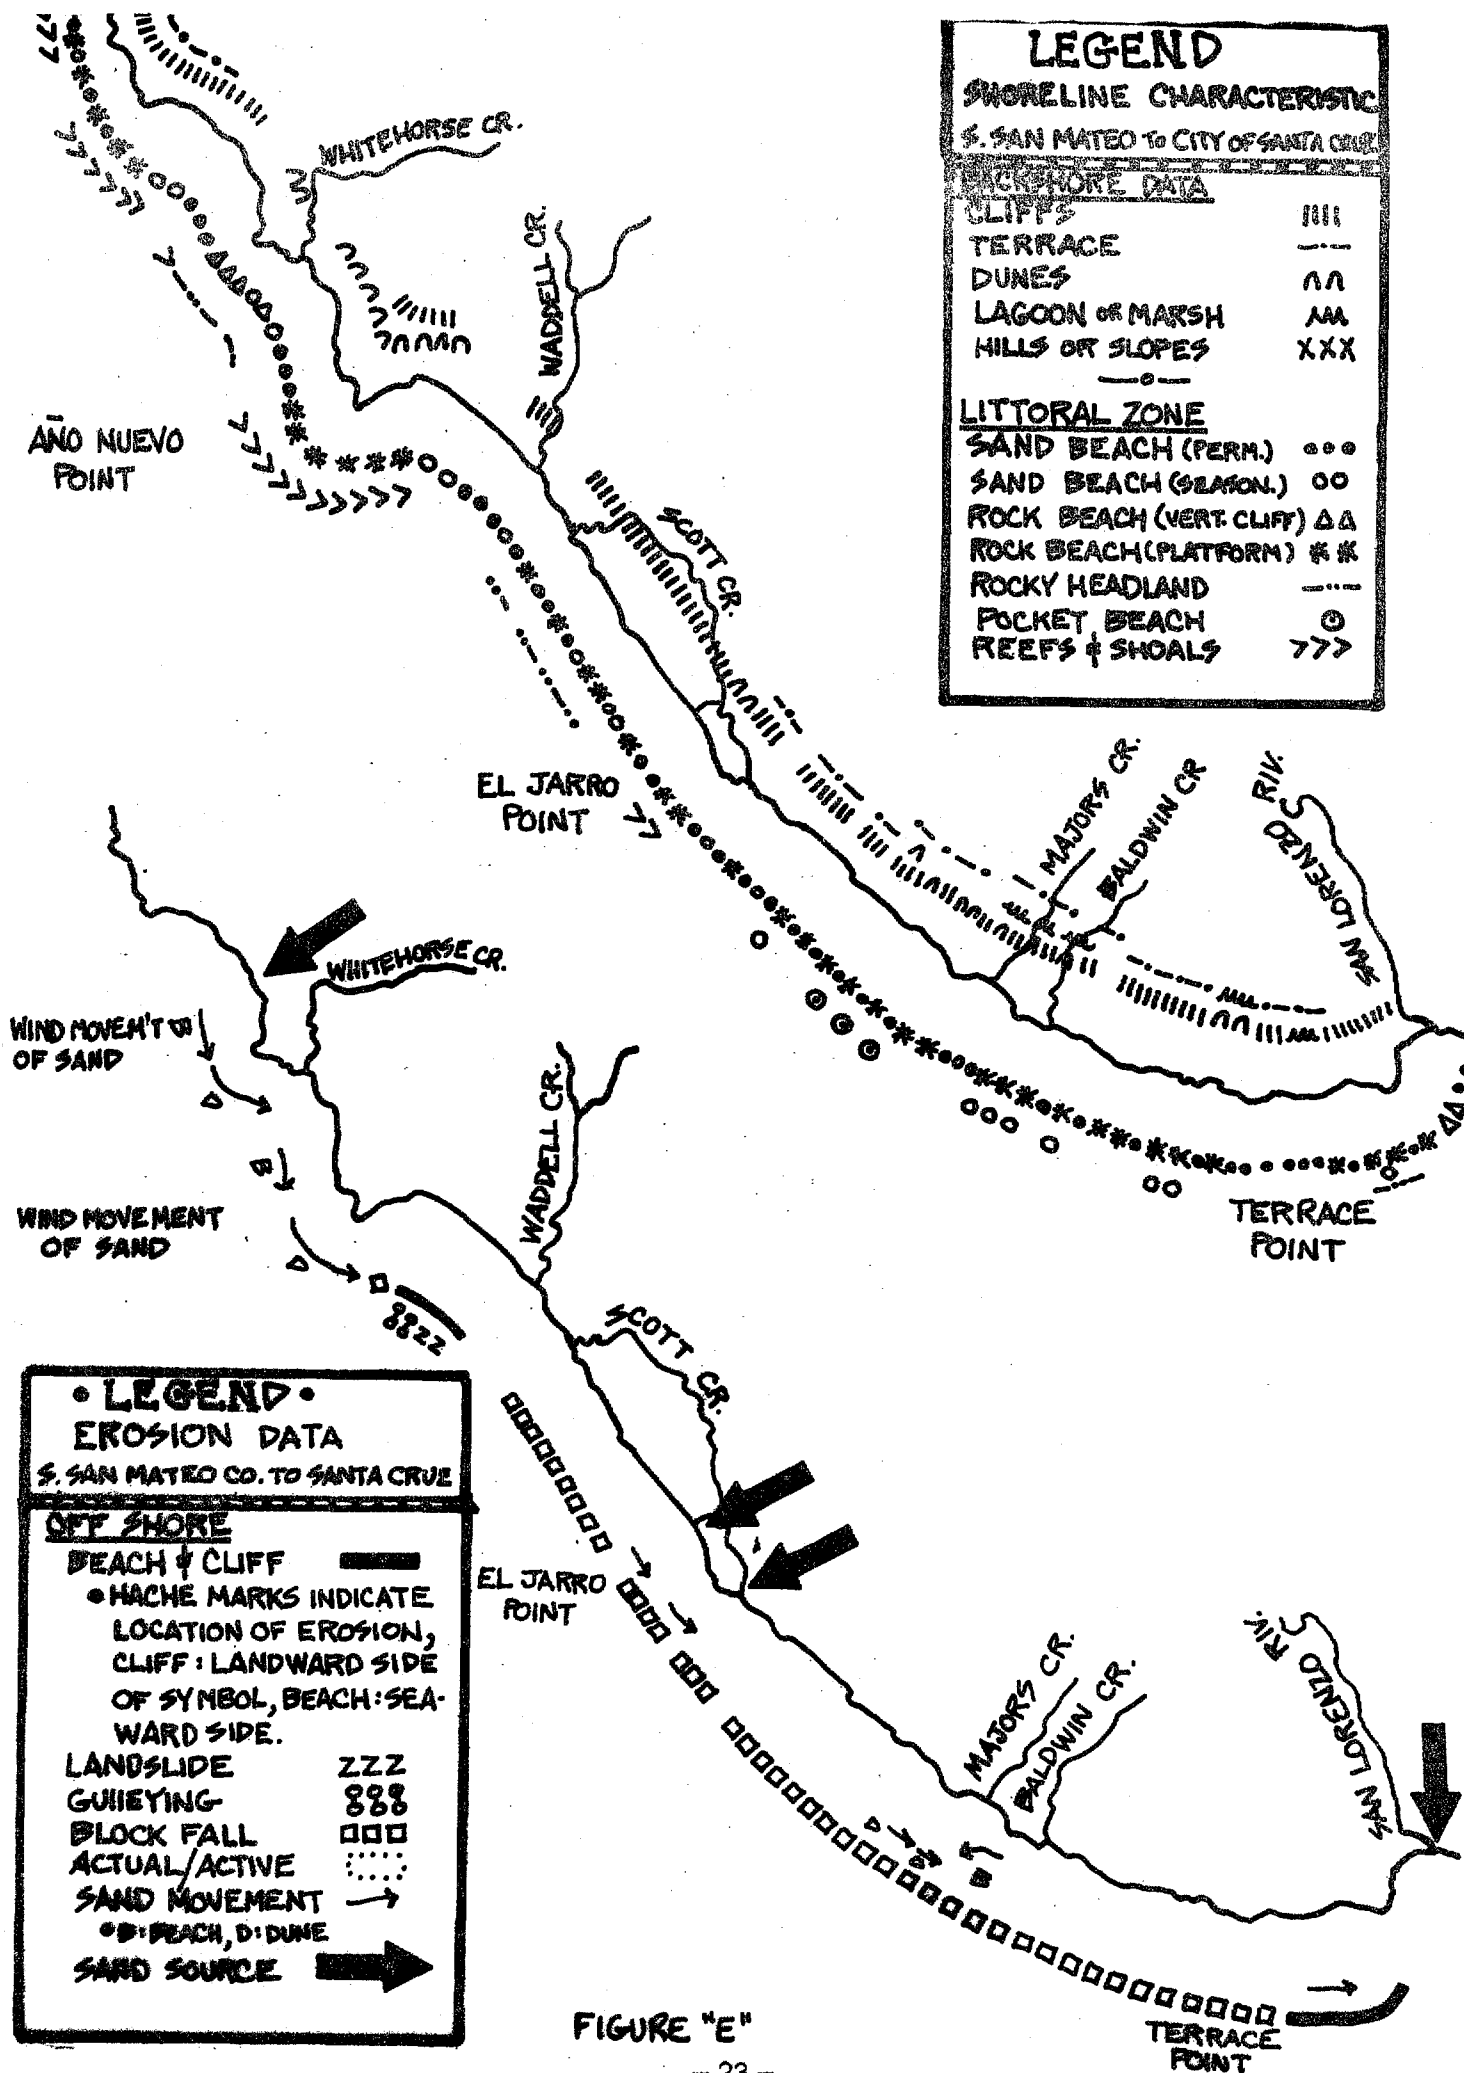 LEGEND
SHORELINE CHARACTERISTIC
S. SAN MATEO TO CITY OF SANTA CRUZ
BACKSHORE DATA
CLIFFS
TERRACE
DUNES
LAGOON OR MARSH
HILLS OR SLOPES XXX
LITTORAL ZONE
SAND BEACH (PERM.)
SAND BEACH (SEASON.)
ROCK BEACH (VERT. CLIFF)
ROCK BEACH (PLATFORM)
ROCKY HEADLAND
POCKET BEACH
REEFS & SHOALS >>>
WHITEHORSE CR.
WADDELL CR.
AÑO NUEVO
POINT
SCOTT CR.
EL JARRO
POINT
MAJORS CR.
BALDWIN CR
SAN LORENZO RIV.
TERRACE
POINT
WHITEHORSE CR.
WIND MOVEM'T B
OF SAND
D
B
WIND MOVEMENT
OF SAND
D
WADDELL CR.
ZZ
SCOTT CR.
EL JARRO
POINT
MAJORS CR.
BALDWIN CR.
SAN LORENZO RIV.
D
D
B
TERRACE
POINT
• LEGEND •
EROSION DATA
S. SAN MATEO CO. TO SANTA CRUZ
OFF SHORE
BEACH & CLIFF
• HACHE MARKS INDICATE
LOCATION OF EROSION,
CLIFF: LANDWARD SIDE
OF SYMBOL, BEACH: SEA-
WARD SIDE.
LANDSLIDE ZZZ
GUllEYING
BLOCK FALL
ACTUAL/ACTIVE
SAND MOVEMENT
• B: BEACH, D: DUNE
SAND SOURCE
FIGURE "E"
— 23 —